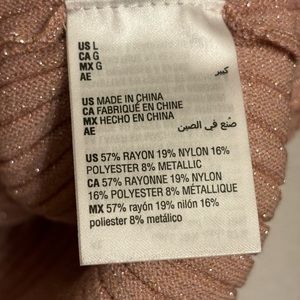 US L
CA G
MX G
AE كبير
US MADE IN CHINA
CA FABRIQUÉ EN CHINE
MX HECHO EN CHINA
AE صنع في الصين
US 57% RAYON 19% NYLON 16%
POLYESTER 8% METALLIC
CA 57% RAYONNE 19% NYLON
16% POLYESTER 8% MÉTALLIQUE
MX 57% rayón 19% nilón 16%
poliéster 8% metálico